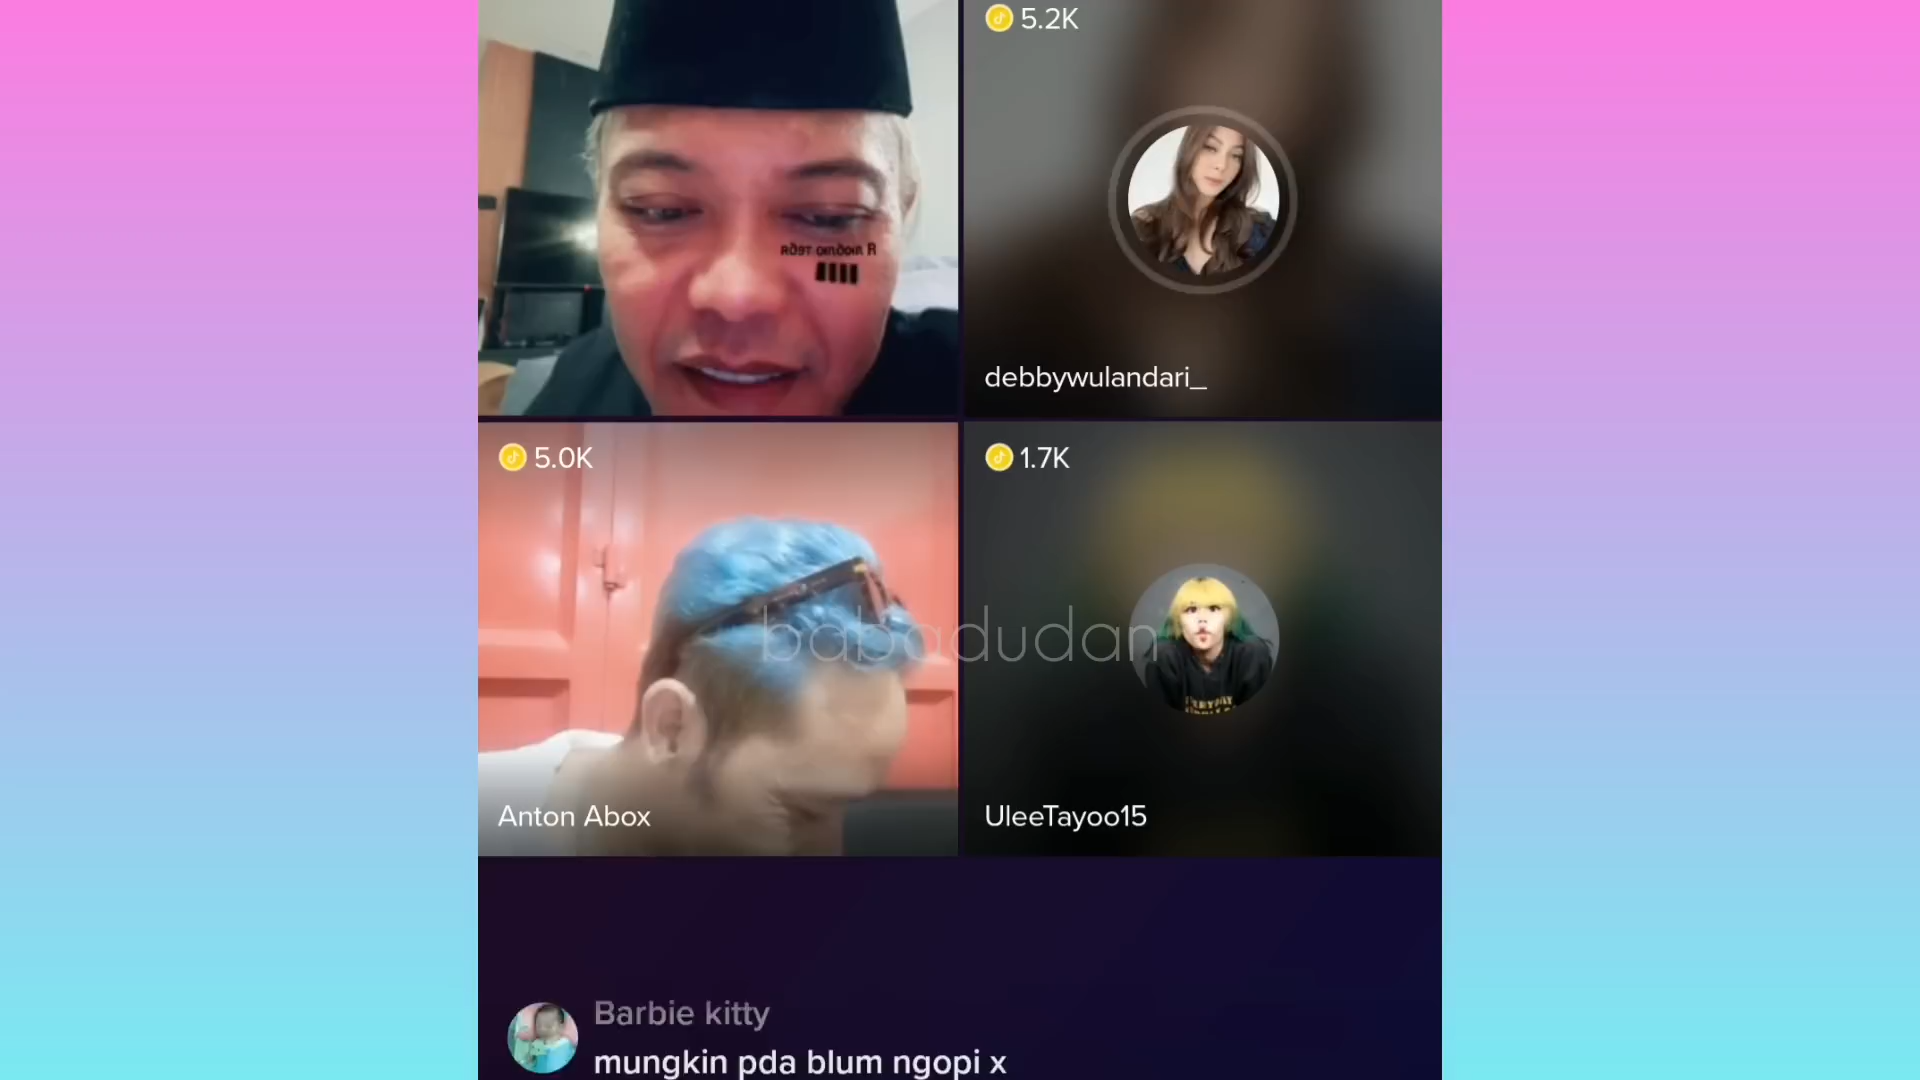 5.2K
debbywulandari_
5.0K
1.7K
babadudan
Anton Abox
UleeTayoo15
Barbie kitty
mungkin pda blum ngopi x